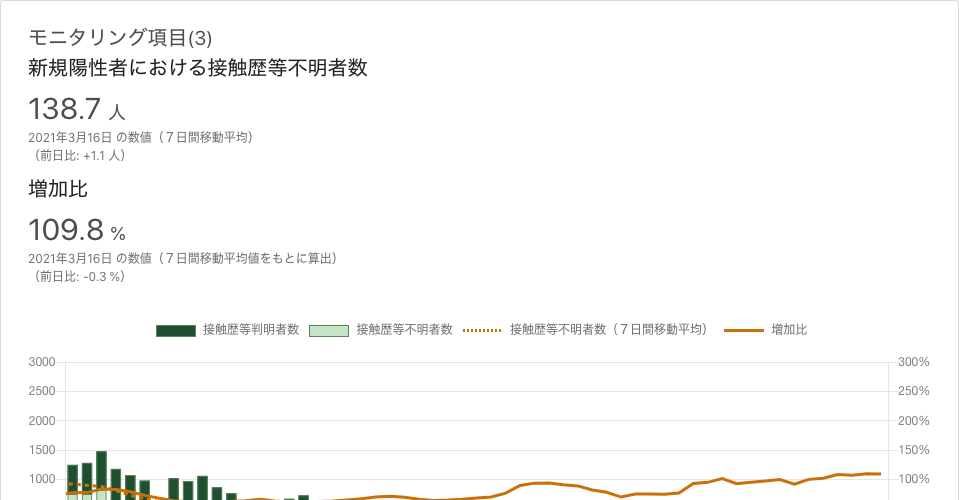 モニタリング項目(3)
新規陽性者における接触歴等不明者数
138.7 人
2021年3月16日 の数値（７日間移動平均）
（前日比: +1.1 人）
増加比
109.8 %
2021年3月16日 の数値（７日間移動平均値をもとに算出）
（前日比: -0.3 %）
接触歴等判明者数 接触歴等不明者数 接触歴等不明者数（７日間移動平均） 増加比
3000 300%
2500 250%
2000 200%
1500 150%
1000 100%